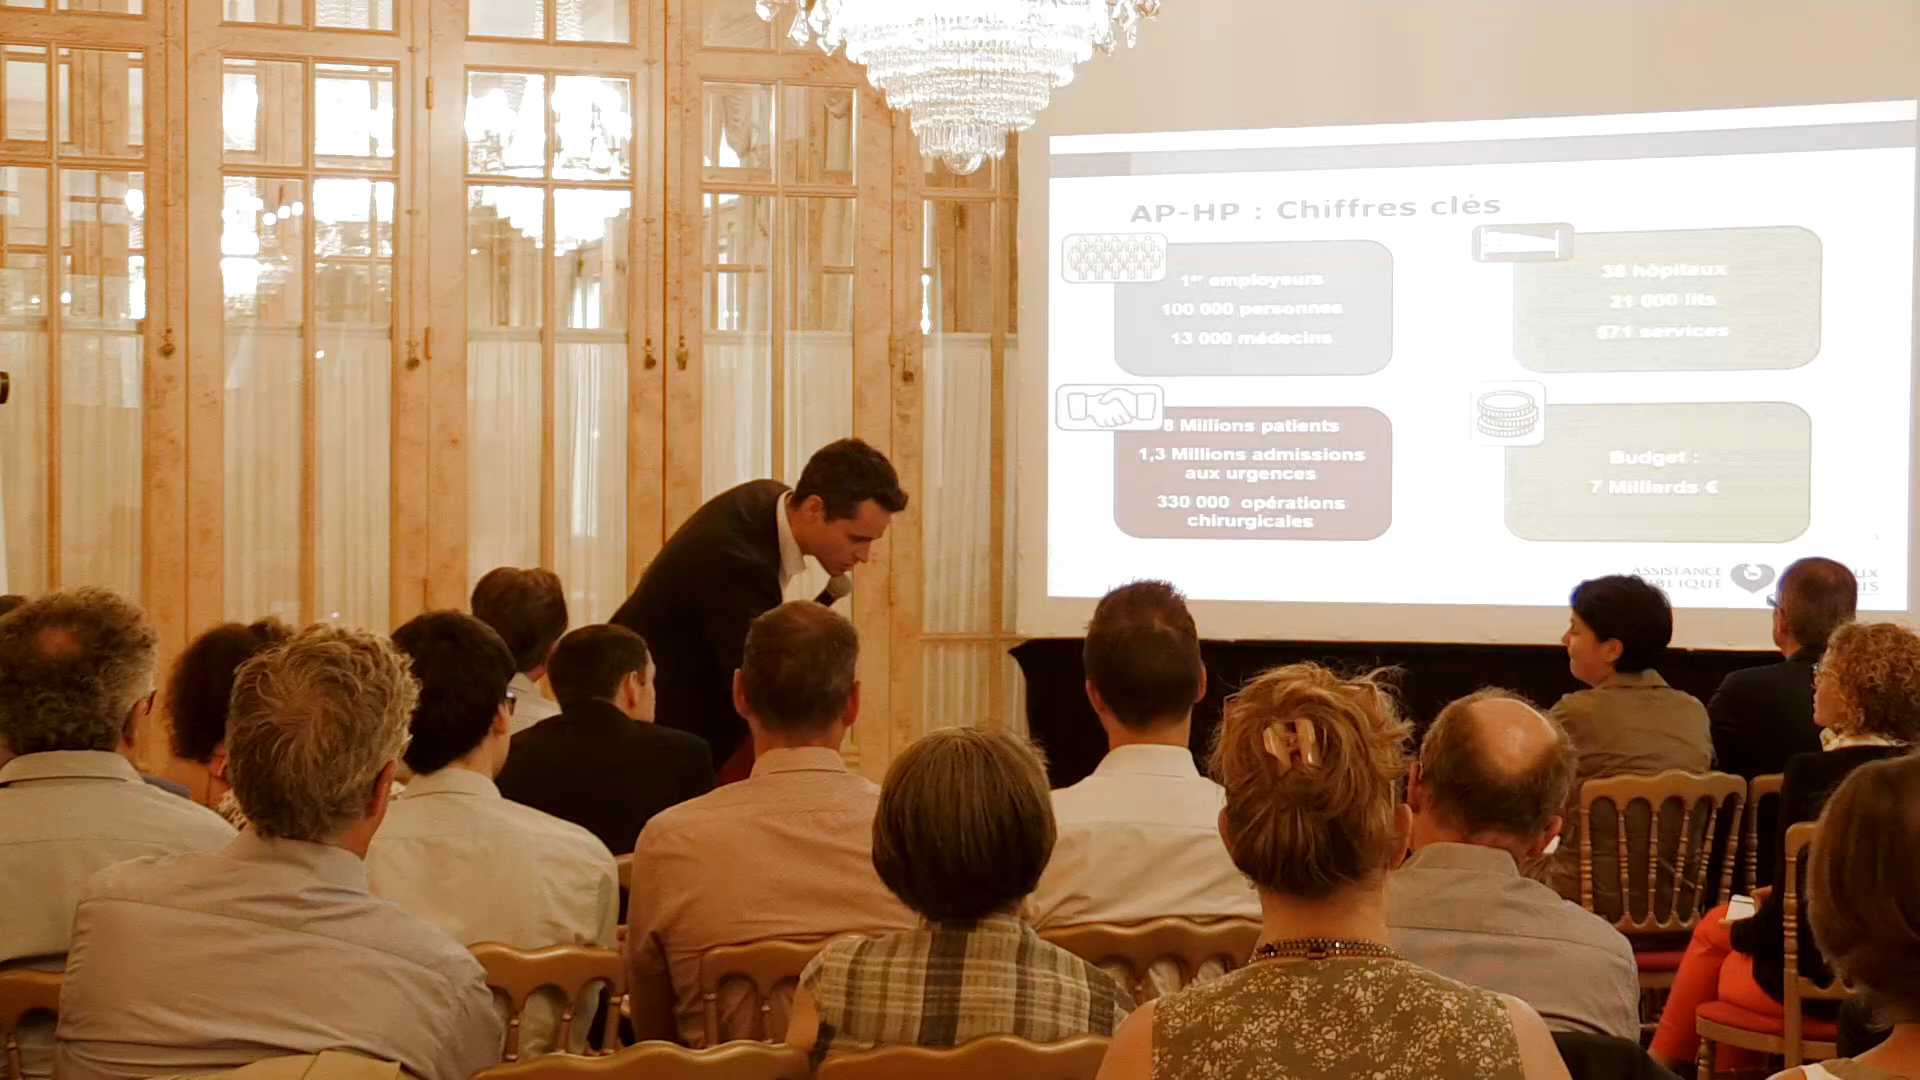 AP-HP : Chiffres clés
1er employeurs
100 000 personnes
13 000 médecins
38 hôpitaux
21 000 lits
571 services
8 Millions patients
1,3 Millions admissions
aux urgences
330 000 opérations
chirurgicales
Budget :
7 Milliards €
ASSISTANCE